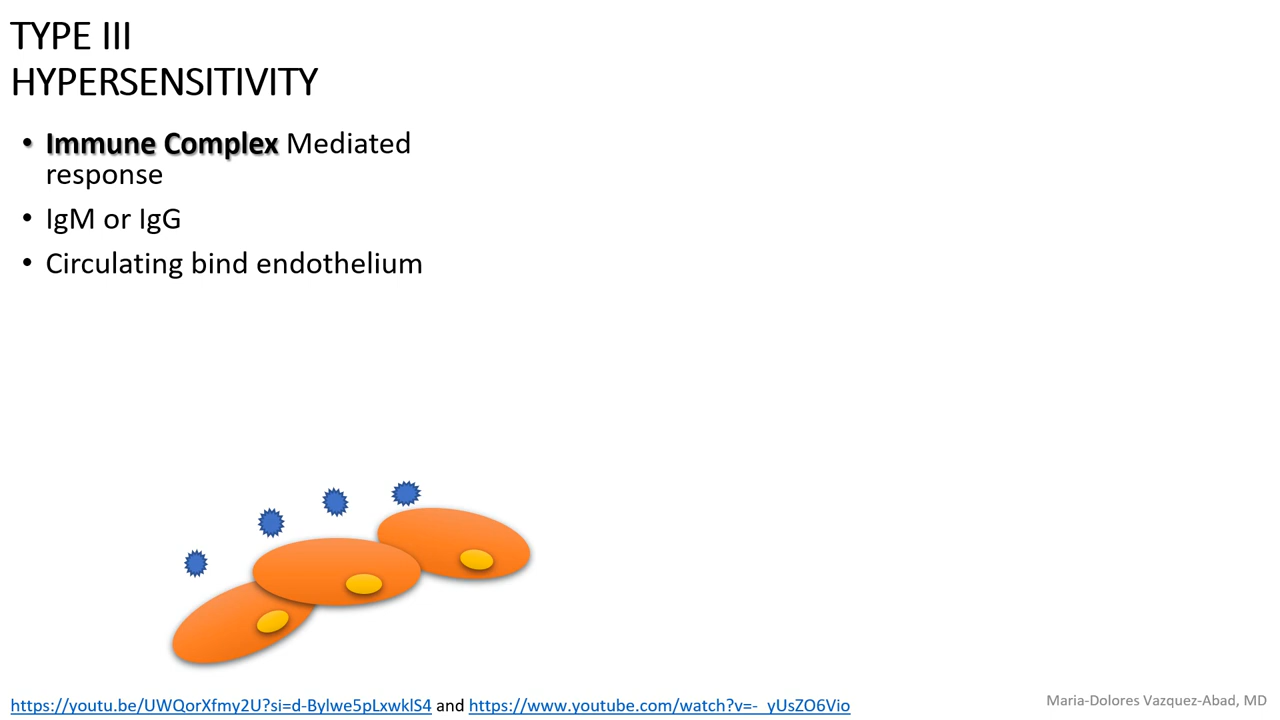 TYPE III
HYPERSENSITIVITY
• Immune Complex Mediated
response
• IgM or IgG
• Circulating bind endothelium
https://youtu.be/UWQorXfmy2U?si=d-Bylwe5pLxwklS4 and https://www.youtube.com/watch?v=-_yUsZO6Vio
Maria-Dolores Vazquez-Abad, MD